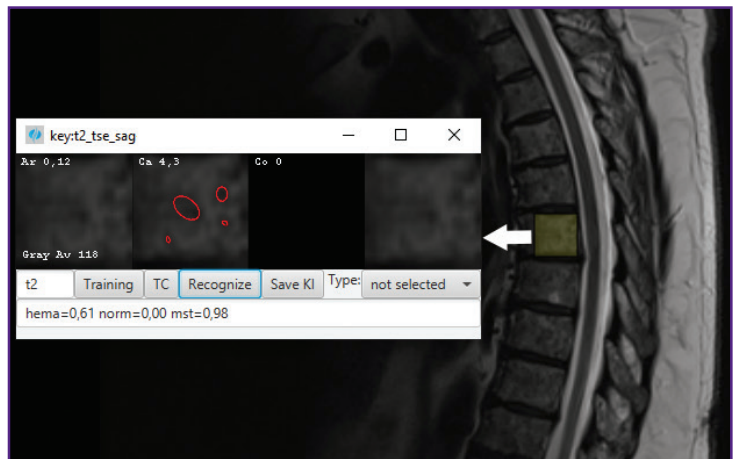 key:t2_tse_sag
Ar 0,12 Ca 4,3 Co 0
Gray Av 118
t2 Training TC Recognize Save KI Type: not selected
hema=0,61 norm=0,00 mst=0,98